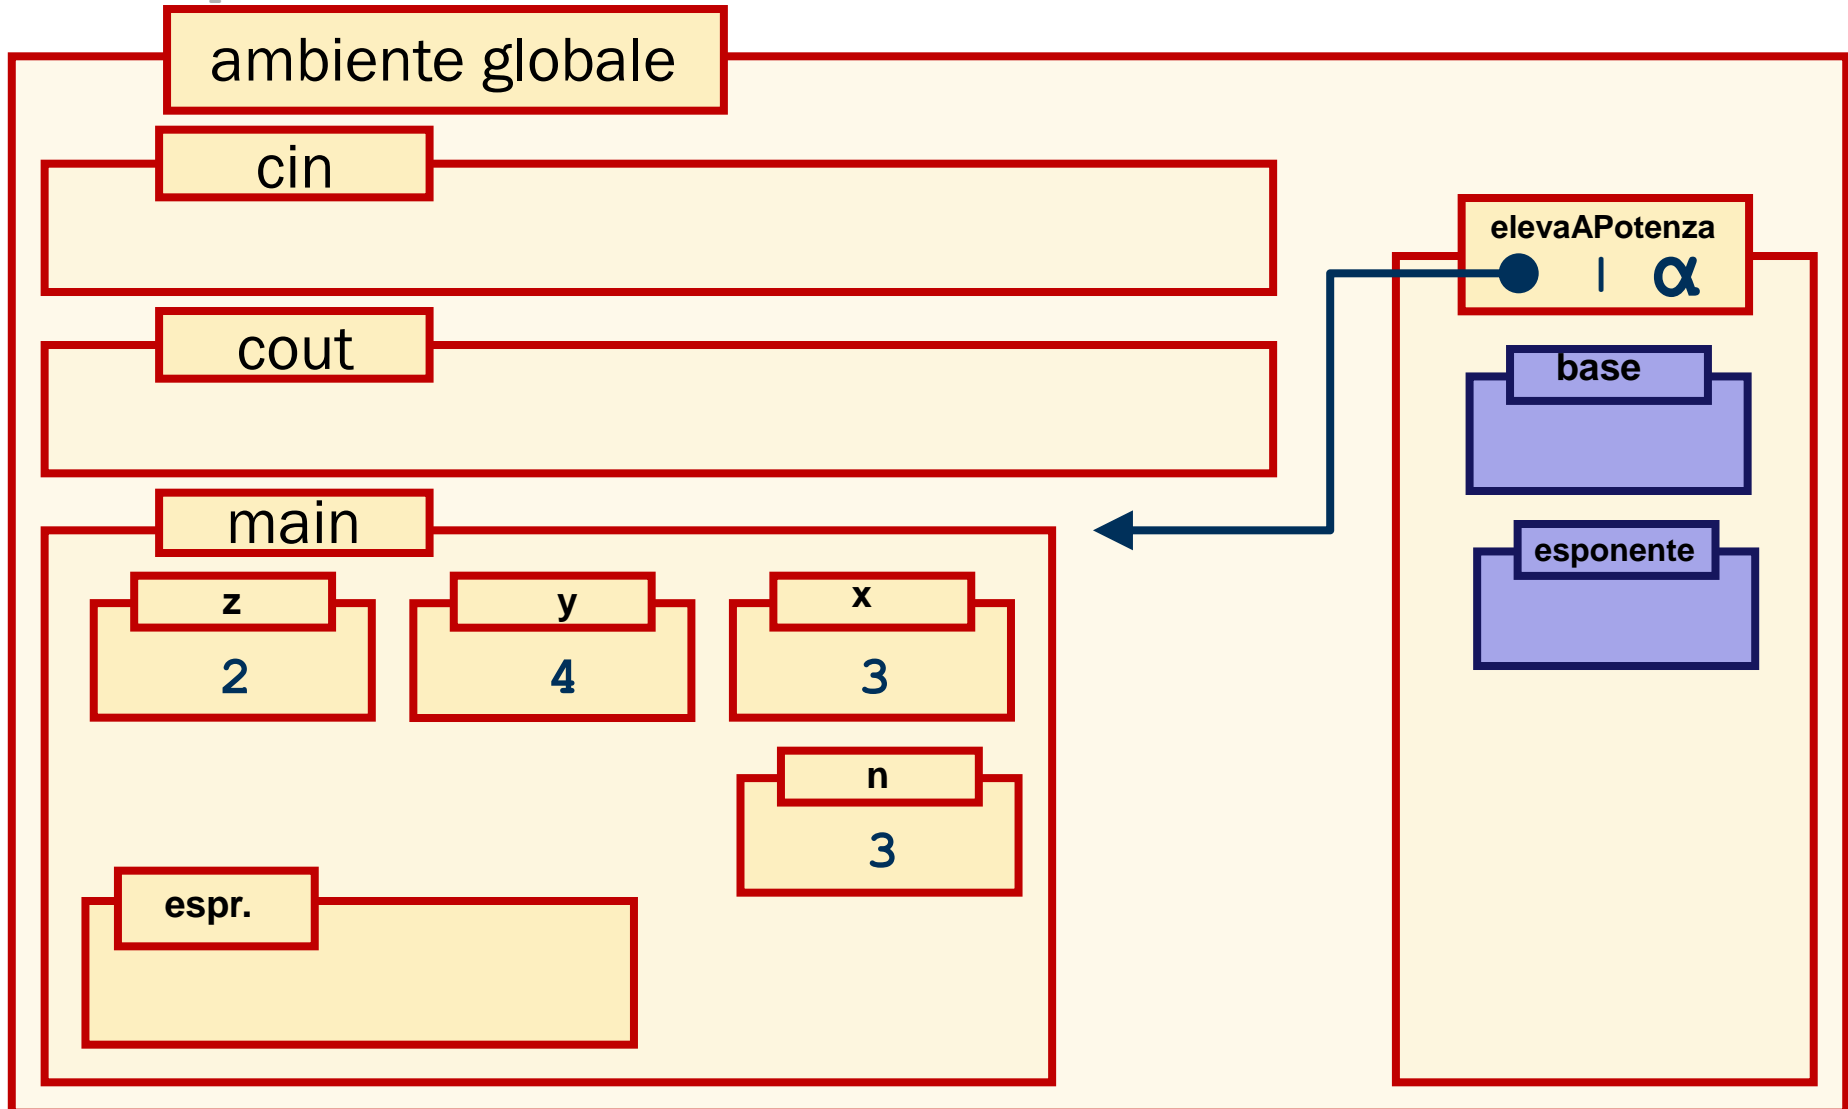 ambiente globale
cin
cout
main
z
2
y
4
x
3
n
3
espr.
elevaAPotenza
| α
base
esponente